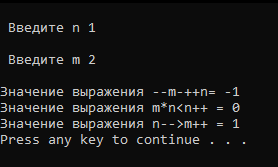 Введите n 1
Введите m 2
Значение выражения --m-++n= -1
Значение выражения m*n<n++ = 0
Значение выражения n-->m++ = 1
Press any key to continue . . .